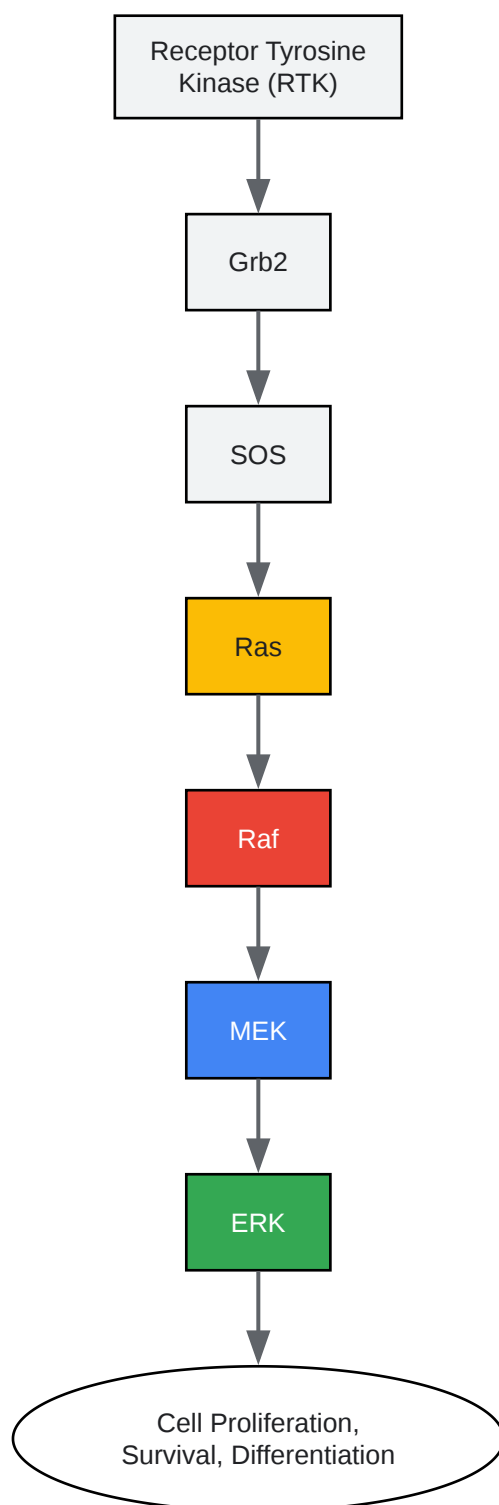 Receptor Tyrosine
Kinase (RTK)
Grb2
SOS
Ras
Raf
MEK
ERK
Cell Proliferation,
Survival, Differentiation